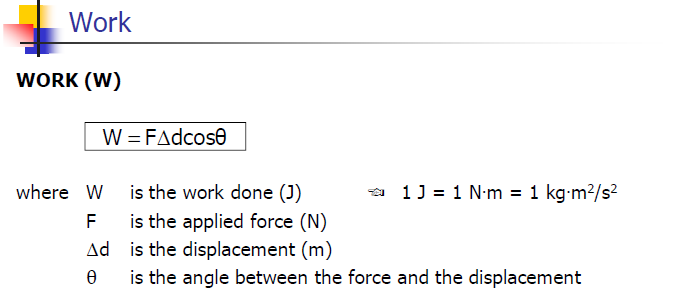 Work
WORK (W)
W = FΔdcosθ
where W is the work done (J) ☜ 1 J = 1 N·m = 1 kg·m²/s²
F is the applied force (N)
Δd is the displacement (m)
θ is the angle between the force and the displacement